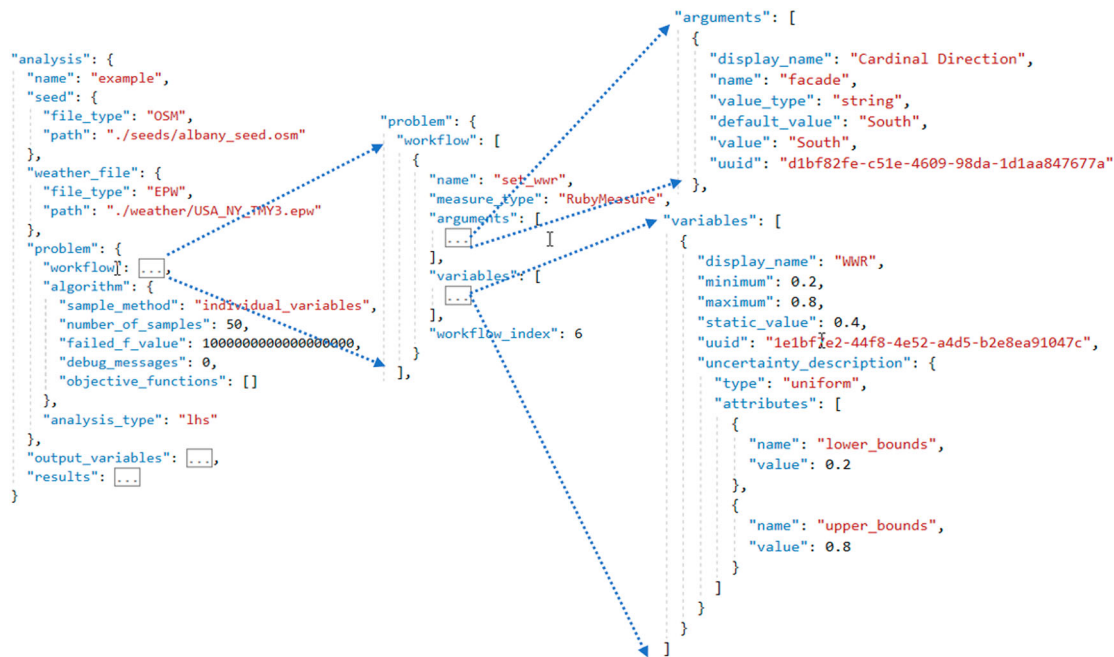 "analysis": {
"name": "example",
"seed": {
"file_type": "OSM",
"path": "./seeds/albany_seed.osm"
},
"weather_file": {
"file_type": "EPW",
"path": "./weather/USA_NY_TMY3.epw"
},
"problem": {
"workflow": [...],
"algorithm": {
"sample_method": "individual_variables",
"number_of_samples": 50,
"failed_f_value": 1000000000000000000,
"debug_messages": 0,
"objective_functions": []
},
"analysis_type": "lhs"
},
"output_variables": [...],
"results": [...]
}
"problem": {
"workflow": [
{
"name": "set_wwr",
"measure_type": "RubyMeasure",
"arguments": [
...
],
"variables": [
...
],
"workflow_index": 6
}
],
"arguments": [
{
"display_name": "Cardinal Direction",
"name": "facade",
"value_type": "string",
"default_value": "South",
"value": "South",
"uuid": "d1bf82fe-c51e-4609-98da-1d1aa847677a"
},
"variables": [
{
"display_name": "WWR",
"minimum": 0.2,
"maximum": 0.8,
"static_value": 0.4,
"uuid": "1e1bf7e2-44f8-4e52-a4d5-b2e8ea91047c",
"uncertainty_description": {
"type": "uniform",
"attributes": [
{
"name": "lower_bounds",
"value": 0.2
},
{
"name": "upper_bounds",
"value": 0.8
}
]
}
}
]